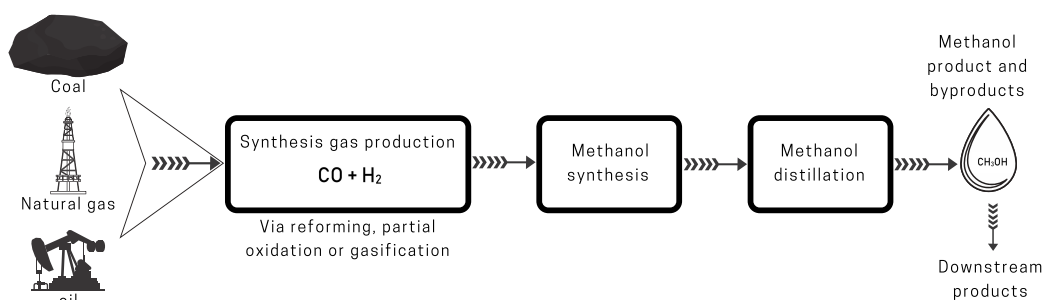 Coal
Natural gas
oil
Synthesis gas production
CO + H₂
Via reforming, partial
oxidation or gasification
Methanol
synthesis
Methanol
distillation
Methanol
product and
byproducts
CH₃OH
Downstream
products